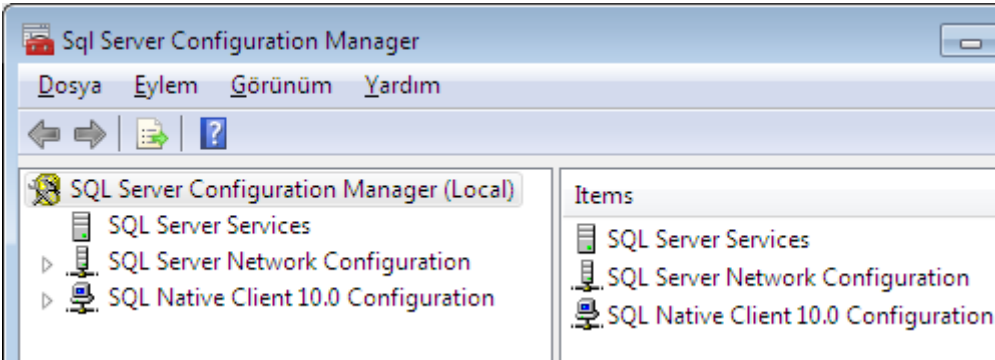 Sql Server Configuration Manager
Dosya Eylem Görünüm Yardım
SQL Server Configuration Manager (Local)
SQL Server Services
SQL Server Network Configuration
SQL Native Client 10.0 Configuration
Items
SQL Server Services
SQL Server Network Configuration
SQL Native Client 10.0 Configuration